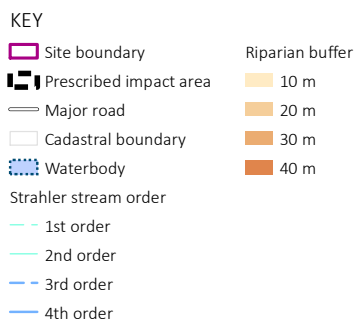 KEY
Site boundary
Prescribed impact area
Major road
Cadastral boundary
Waterbody
Strahler stream order
1st order
2nd order
3rd order
4th order
Riparian buffer
10 m
20 m
30 m
40 m